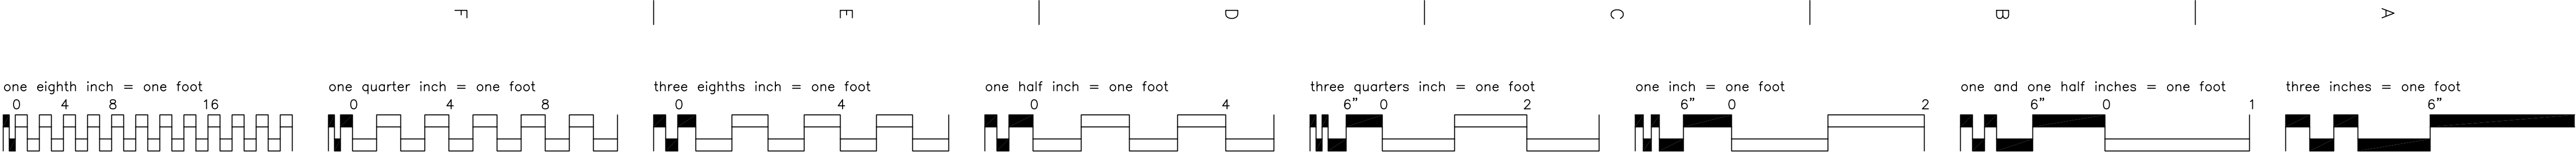 F E D C B A
one eighth inch = one foot
0 4 8 16
one quarter inch = one foot
0 4 8
three eighths inch = one foot
0 4
one half inch = one foot
0 4
three quarters inch = one foot
6" 0 2
one inch = one foot
6" 0 2
one and one half inches = one foot
6" 0 1
three inches = one foot
6"